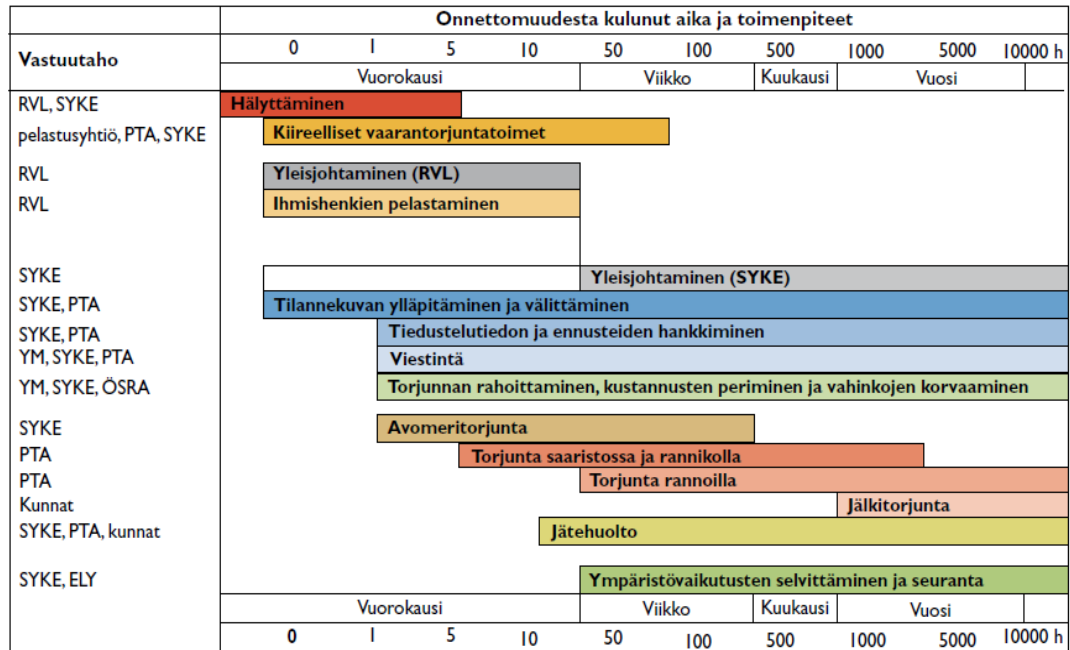 Onnettomuudesta kulunut aika ja toimenpiteet
Vastuutaho
0 1 5 10 50 100 500 1000 5000 10000 h
Vuorokausi Viikko Kuukausi Vuosi
RVL, SYKE Hälyttäminen
pelastusyhtiö, PTA, SYKE Kiireelliset vaarantorjuntatoimet
RVL Yleisjohtaminen (RVL)
RVL Ihmishenkien pelastaminen
SYKE Yleisjohtaminen (SYKE)
SYKE, PTA Tilannekuvan ylläpitäminen ja välittäminen
SYKE, PTA Tiedustelutiedon ja ennusteiden hankkiminen
YM, SYKE, PTA Viestintä
YM, SYKE, ÖSRA Torjunnan rahoittaminen, kustannusten periminen ja vahinkojen korvaaminen
SYKE Avomeritorjunta
PTA Torjunta saaristossa ja rannikolla
PTA Torjunta rannoilla
Kunnat Jälkitorjunta
SYKE, PTA, kunnat Jätehuolto
SYKE, ELY Ympäristövaikutusten selvittäminen ja seuranta
Vuorokausi Viikko Kuukausi Vuosi
0 1 5 10 50 100 500 1000 5000 10000 h